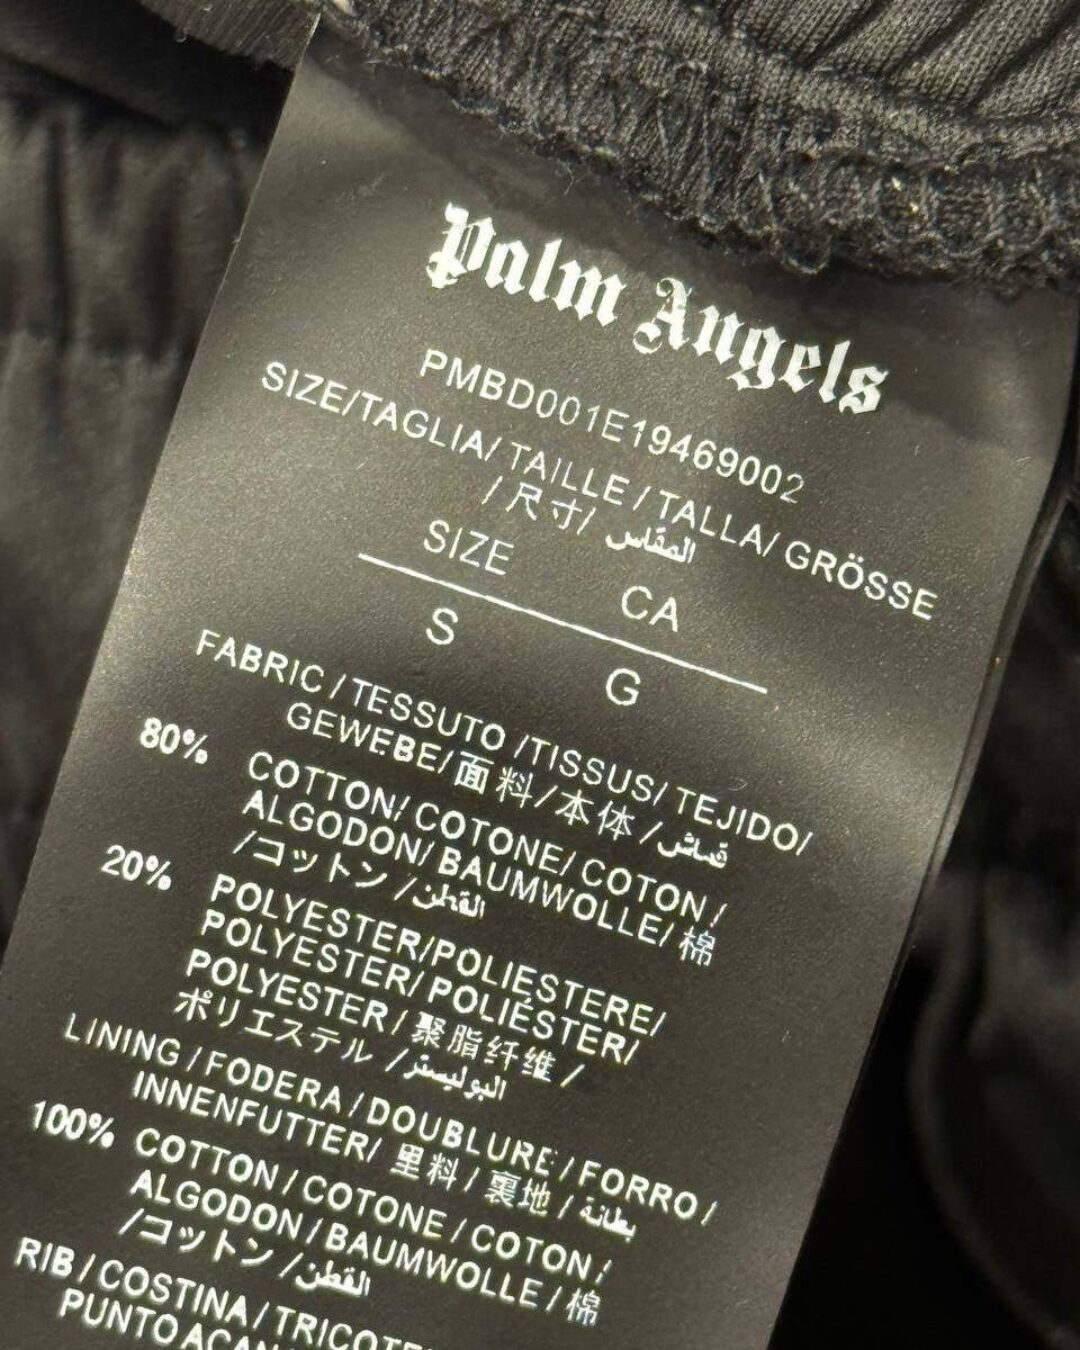 Palm Angels
PMBD001E19469002
SIZE/TAGLIA/ TAILLE / TALLA/ GRÖSSE
/ 尺寸/ المقاس
SIZE CA
S G
FABRIC / TESSUTO /TISSUS/ TEJIDO/
GEWEBE/ 面料 / 本体 / قماش
80% COTTON/ COTONE/ COTON /
ALGODON/ BAUMWOLLE/ 棉
/コットン / القطن
20% POLYESTER/POLIESTERE/
POLYESTER/ POLIÉSTER/
POLYESTER / 聚脂纤维 /
ポリエステル / البوليستر
LINING / FODERA / DOUBLURE / FORRO /
INNENFUTTER/ 里料 / 裏地 / بطانة
100% COTTON / COTONE / COTON /
ALGODON / BAUMWOLLE / 棉
/コットン / القطن
RIB / COSTINA / TRICOTE
PUNTO ACAN